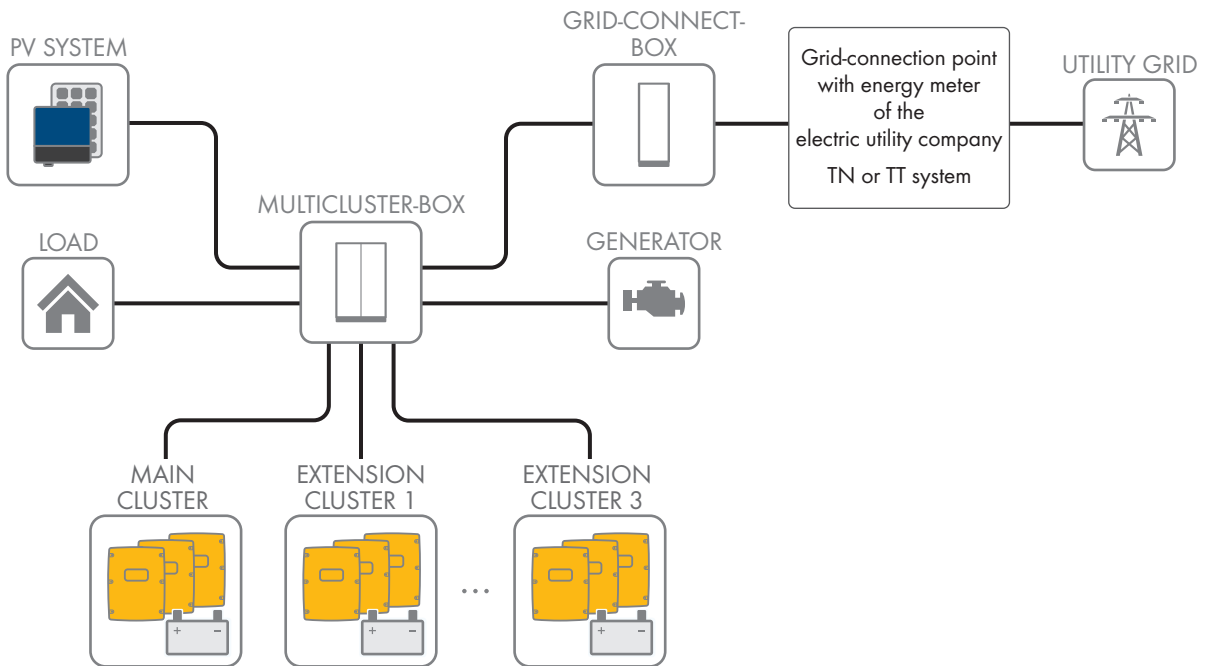 GRID-CONNECT-
BOX
PV SYSTEM
Grid-connection point
with energy meter
of the
electric utility company
TN or TT system
UTILITY GRID
MULTICLUSTER-BOX
LOAD
GENERATOR
MAIN
CLUSTER
EXTENSION
CLUSTER 1
EXTENSION
CLUSTER 3
...
+ −
+ −
+ −